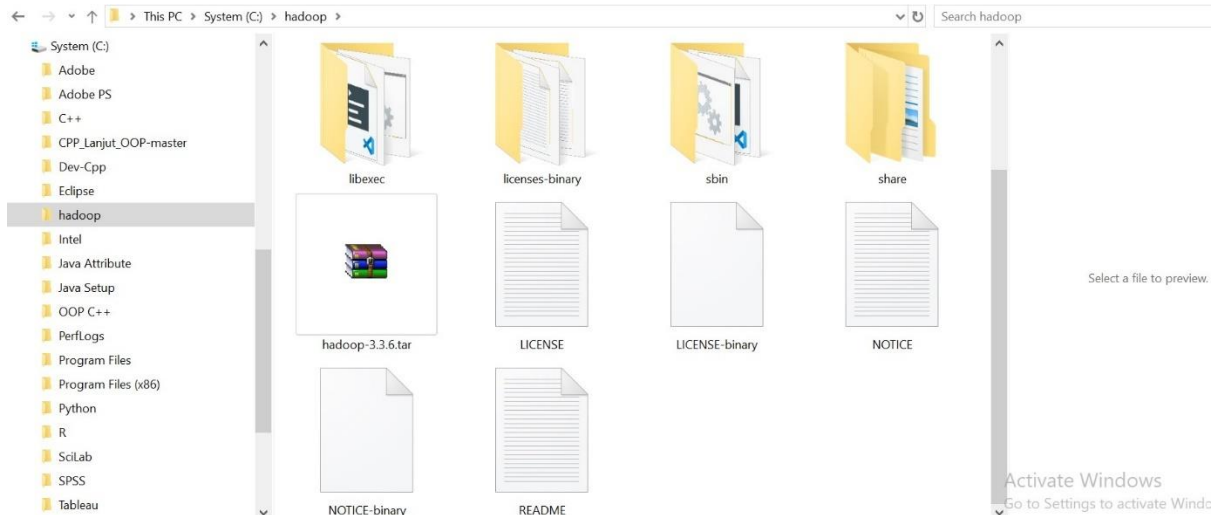 This PC > System (C:) > hadoop >
Search hadoop
System (C:)
Adobe
Adobe PS
C++
CPP_Lanjut_OOP-master
Dev-Cpp
Eclipse
hadoop
Intel
Java Attribute
Java Setup
OOP C++
PerfLogs
Program Files
Program Files (x86)
Python
R
SciLab
SPSS
Tableau
libexec
licenses-binary
sbin
share
hadoop-3.3.6.tar
LICENSE
LICENSE-binary
NOTICE
NOTICE-binary
README
Select a file to preview.
Activate Windows
Go to Settings to activate Windo